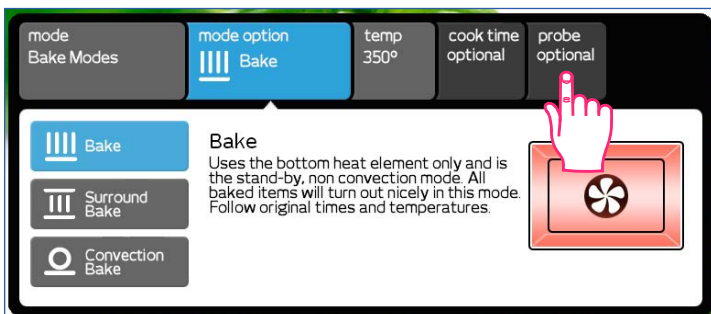 mode
Bake Modes
mode option
Bake
temp
350°
cook time
optional
probe
optional
Bake
Surround
Bake
Convection
Bake
Bake
Uses the bottom heat element only and is
the stand-by, non convection mode. All
baked items will turn out nicely in this mode.
Follow original times and temperatures.